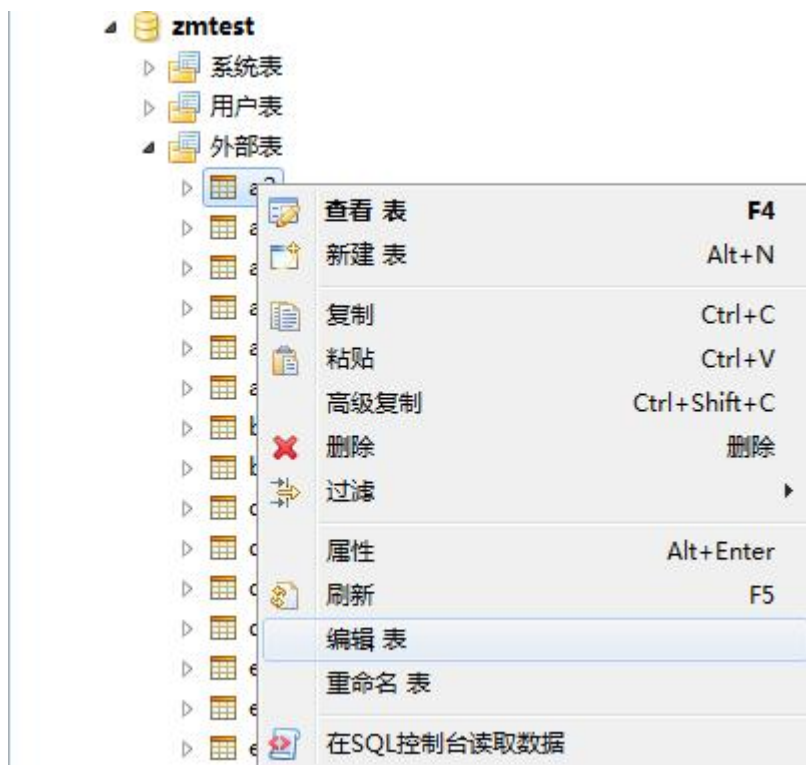 zmtest
系统表
用户表
外部表
查看 表 F4
新建 表 Alt+N
复制 Ctrl+C
粘贴 Ctrl+V
高级复制 Ctrl+Shift+C
删除 删除
过滤
属性 Alt+Enter
刷新 F5
编辑 表
重命名 表
在SQL控制台读取数据